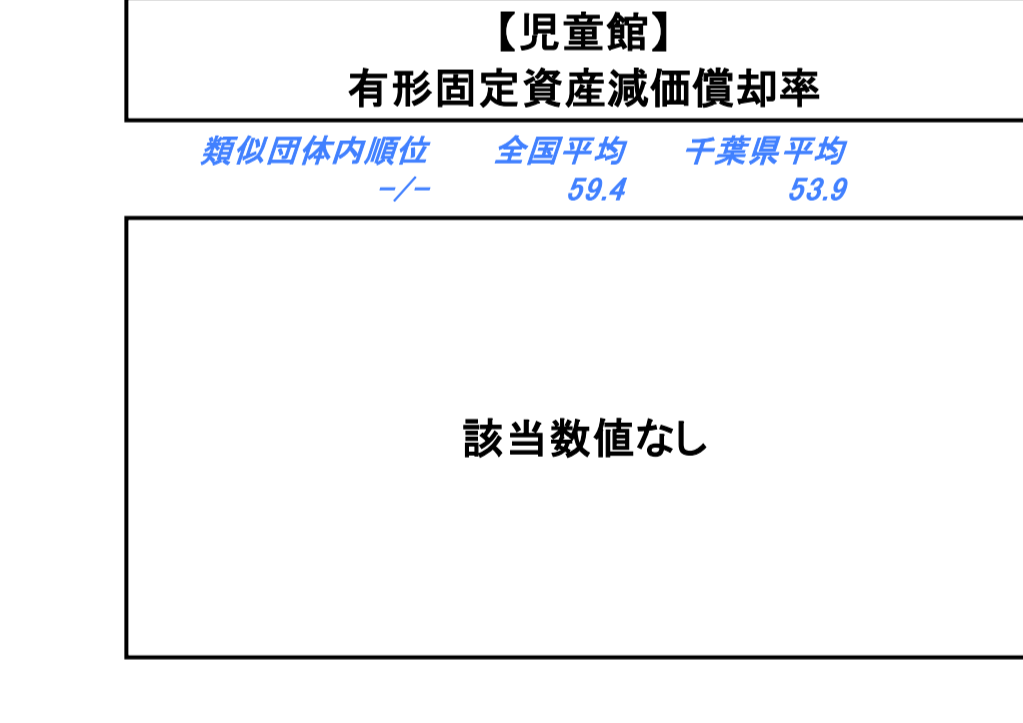 【児童館】
有形固定資産減価償却率
類似団体内順位 全国平均 千葉県平均
-/- 59.4 53.9
該当数値なし